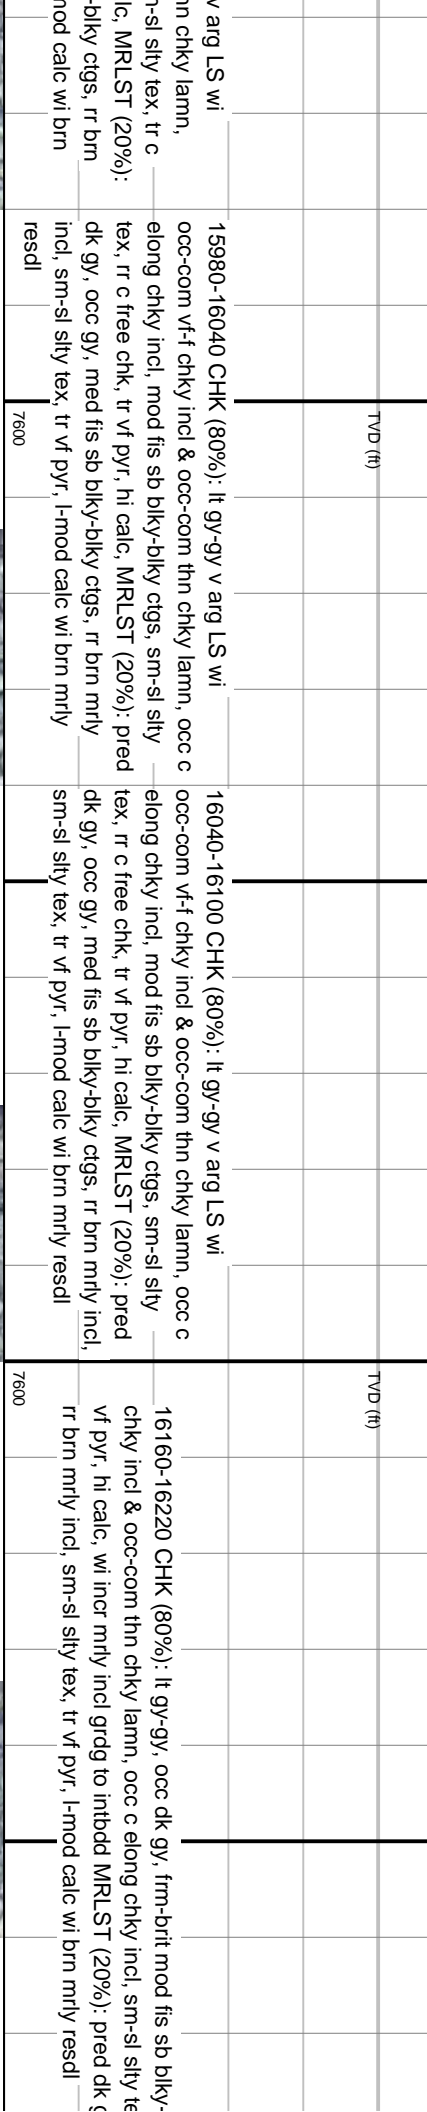 v arg LS wi
nn chky lamn,
n-sl slty tex, tr c
lc, MRLST (20%):
-blky ctgs, rr brn
nod calc wi brn
15980-16040 CHK (80%): lt gy-gy v arg LS wi
occ-com vf-f chky incl & occ-com thn chky lamn, occ c
elong chky incl, mod fis sb blky-blky ctgs, sm-sl slty
tex, rr c free chk, tr vf pyr, hi calc, MRLST (20%): pred
dk gy, occ gy, med fis sb blky-blky ctgs, rr brn mrly
incl, sm-sl slty tex, tr vf pyr, l-mod calc wi brn mrly
resdl
TVD (ft)
7600
16040-16100 CHK (80%): lt gy-gy v arg LS wi
occ-com vf-f chky incl & occ-com thn chky lamn, occ c
elong chky incl, mod fis sb blky-blky ctgs, sm-sl slty
tex, rr c free chk, tr vf pyr, hi calc, MRLST (20%): pred
dk gy, occ gy, med fis sb blky-blky ctgs, rr brn mrly incl,
sm-sl slty tex, tr vf pyr, l-mod calc wi brn mrly resdl
TVD (ft)
7600
16160-16220 CHK (80%): lt gy-gy, occ dk gy, frm-brit mod fis sb blky-
chky incl & occ-com thn chky lamn, occ c elong chky incl, sm-sl slty te
vf pyr, hi calc, wi incr mrly incl grdg to intbdd MRLST (20%): pred dk g
rr brn mrly incl, sm-sl slty tex, tr vf pyr, l-mod calc wi brn mrly resdl